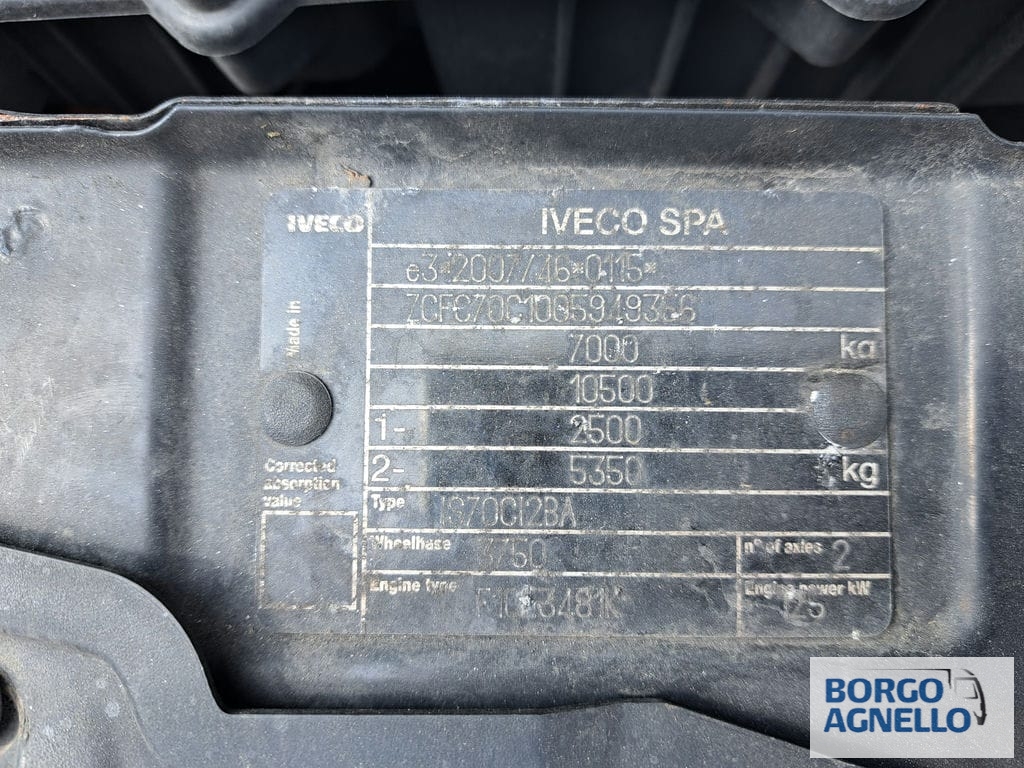 IVECO
IVECO SPA
e3*2007/46*0115*
7000 kg
10500
1- 2500
2- 5350 kg
Made in
Corrected
absorption
value
Type IS70CI2BA
Wheelbase 3750
n° of axles 2
Engine type
Engine power kW
BORGO
AGNELLO